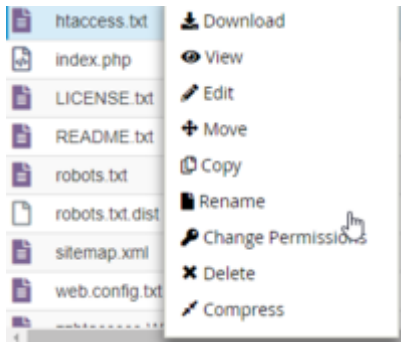 htaccess.txt
index.php
LICENSE.txt
README.txt
robots.txt
robots.txt.dist
sitemap.xml
web.config.txt
Download
View
Edit
Move
Copy
Rename
Change Permissions
Delete
Compress